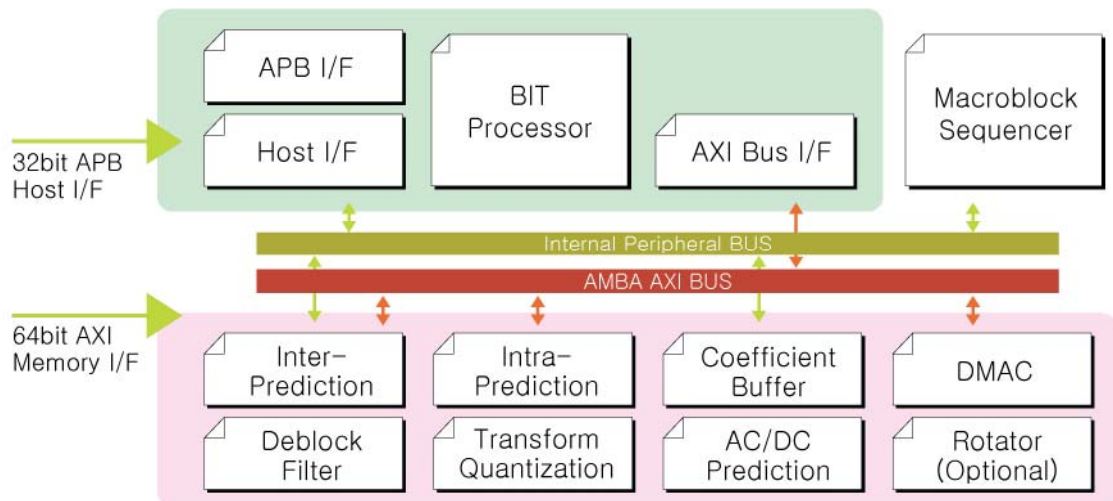 APB I/F
BIT
Processor
Macroblock
Sequencer
Host I/F
AXI Bus I/F
32bit APB
Host I/F
Internal Peripheral BUS
AMBA AXI BUS
64bit AXI
Memory I/F
Inter-
Prediction
Intra-
Prediction
Coefficient
Buffer
DMAC
Deblock
Filter
Transform
Quantization
AC/DC
Prediction
Rotator
(Optional)